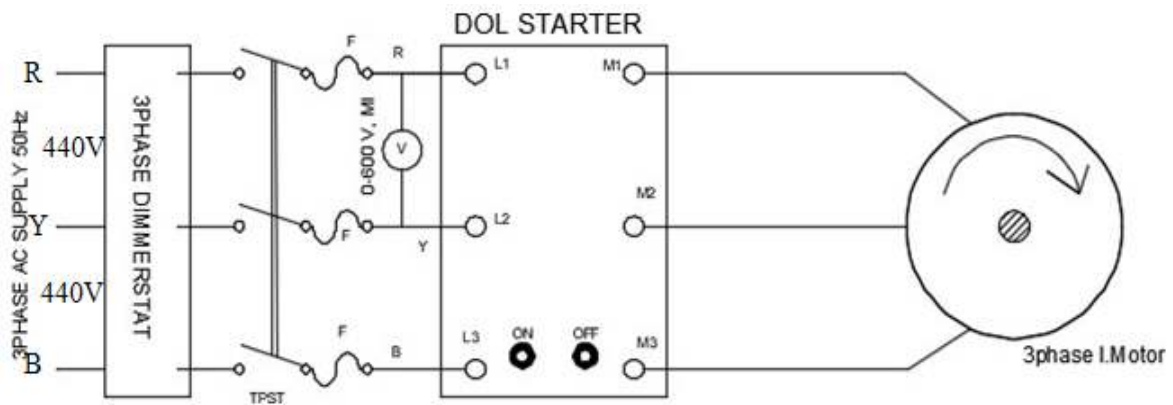 DOL STARTER
R
440V
Y
440V
B
3PHASE AC SUPPLY 50Hz
3PHASE DIMMERSTAT
TPST
F
F
F
R
Y
B
0-600 V, MI
V
L1
L2
L3
M1
M2
M3
ON
OFF
3phase I.Motor